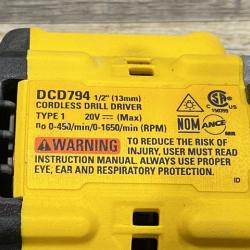 DCD794 1/2" (13mm)
CORDLESS DRILL DRIVER
TYPE 1 20V (Max)
no 0-450/min/0-1650/min (RPM)
NOM ANCE
WARNING TO REDUCE THE RISK OF
INJURY, USER MUST READ
INSTRUCTION MANUAL. ALWAYS USE PROPER
EYE, EAR AND RESPIRATORY PROTECTION.
ID